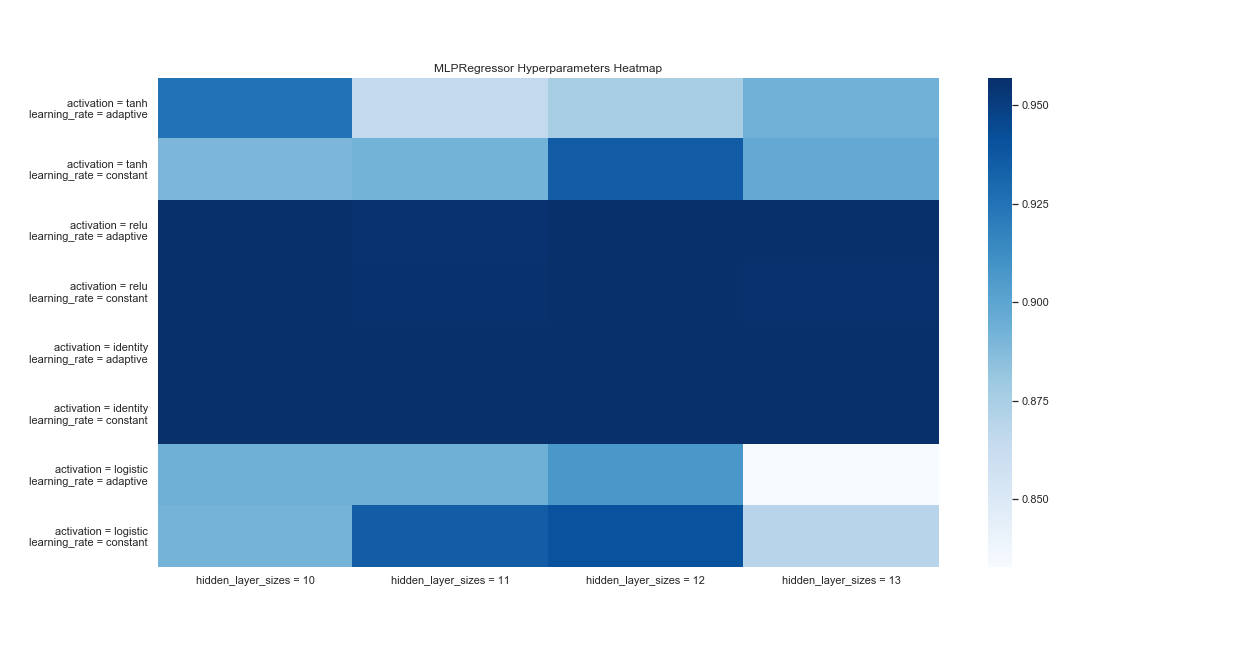 MLPRegressor Hyperparameters Heatmap
activation = tanh
learning_rate = adaptive
activation = tanh
learning_rate = constant
activation = relu
learning_rate = adaptive
activation = relu
learning_rate = constant
activation = identity
learning_rate = adaptive
activation = identity
learning_rate = constant
activation = logistic
learning_rate = adaptive
activation = logistic
learning_rate = constant
hidden_layer_sizes = 10
hidden_layer_sizes = 11
hidden_layer_sizes = 12
hidden_layer_sizes = 13
0.950
0.925
0.900
0.875
0.850